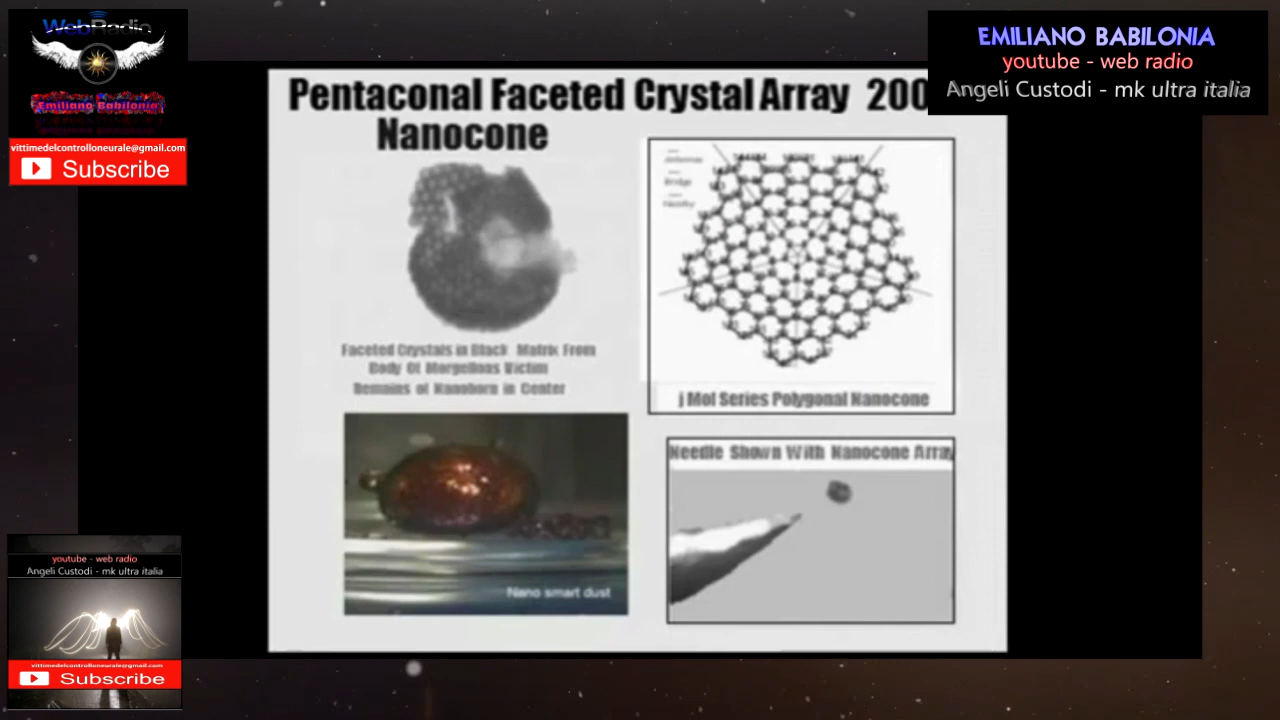 WebRadio
Emiliano Babilonia
vittimedelcontrolloneurale@gmail.com
Subscribe
EMILIANO BABILONIA
youtube - web radio
Angeli Custodi - mk ultra italia
Pentaconal Faceted Crystal Array 200
Nanocone
Faceted Crystals in Black Matrix From
Body Of Morgellons Victim
Remains of Nanohorn in Center
j Mol Series Polygonal Nanocone
Needle Shown With Nanocone Array
Nano smart dust
youtube - web radio
Angeli Custodi - mk ultra italia
vittimedelcontrolloneurale@gmail.com
Subscribe